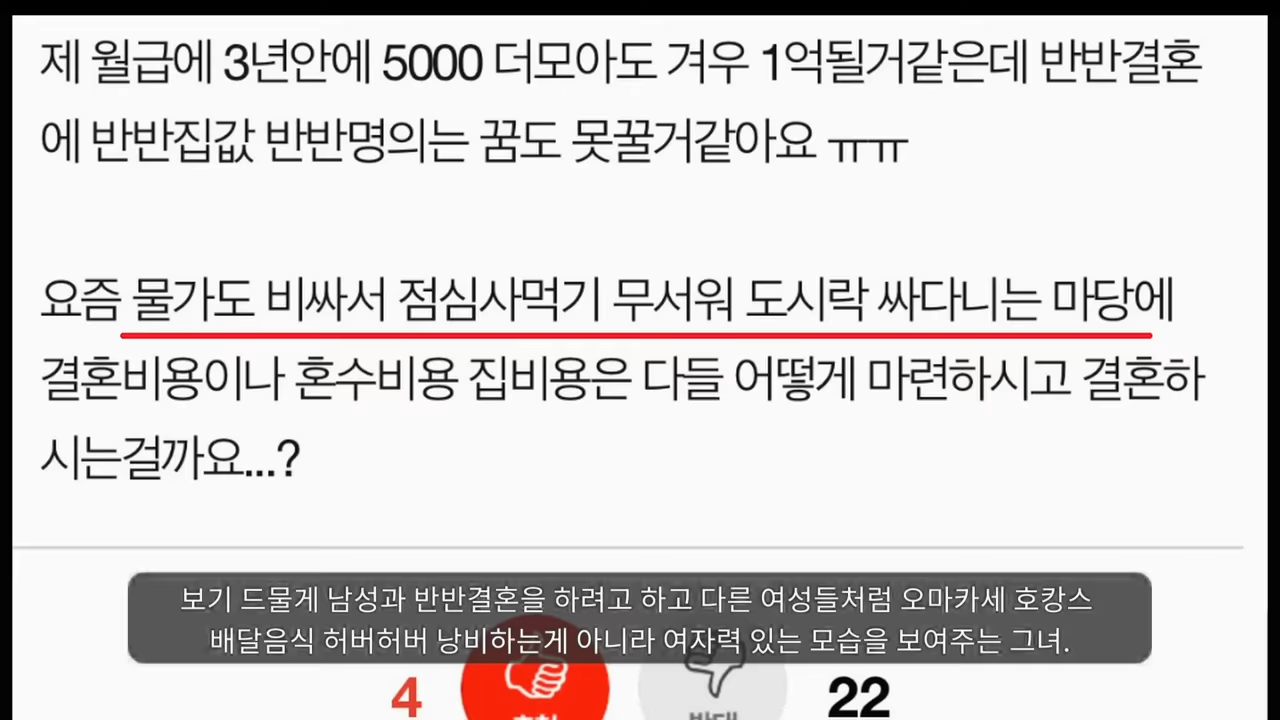 제 월급에 3년안에 5000 더모아도 겨우 1억될거같은데 반반결혼
에 반반집값 반반명의는 꿈도 못꿀거같아요 ㅠㅠ
요즘 물가도 비싸서 점심사먹기 무서워 도시락 싸다니는 마당에
결혼비용이나 혼수비용 집비용은 다들 어떻게 마련하시고 결혼하
시는걸까요...?
보기 드물게 남성과 반반결혼을 하려고 하고 다른 여성들처럼 오마카세 호캉스
배달음식 허버허버 낭비하는게 아니라 여자력 있는 모습을 보여주는 그녀.
4 22